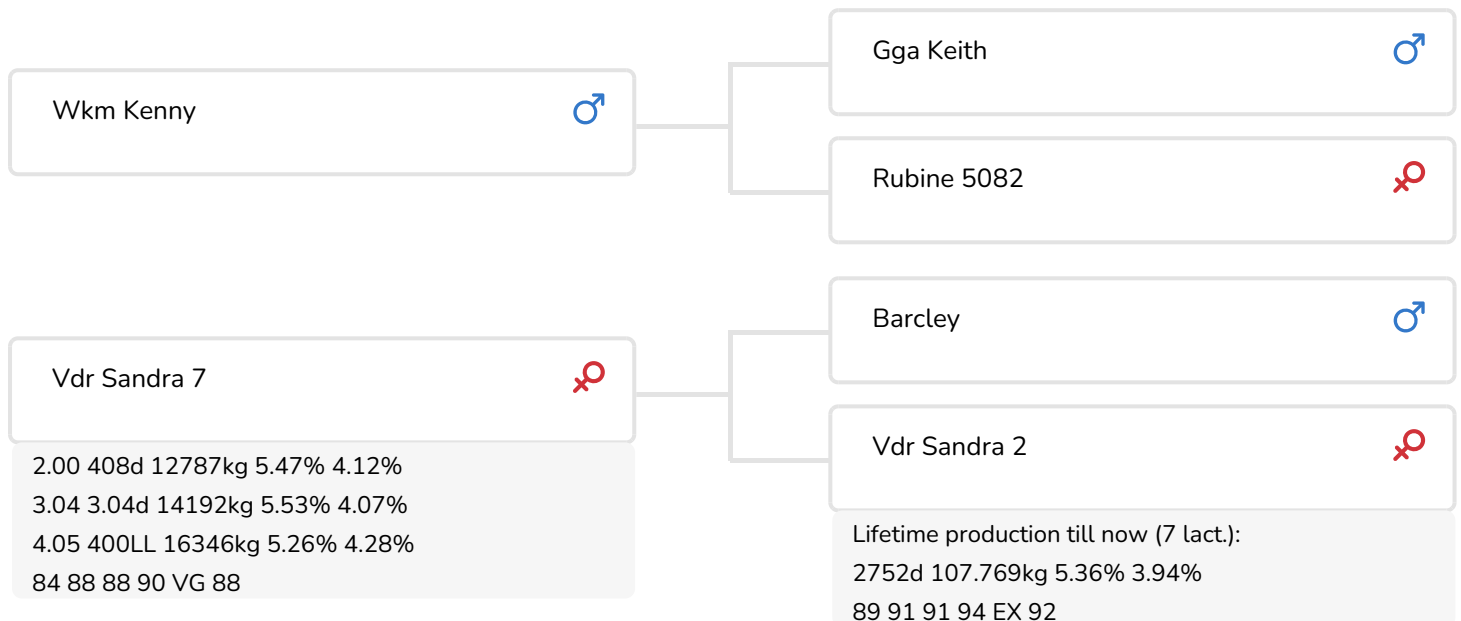 Wkm Kenny
Gga Keith
Rubine 5082
Vdr Sandra 7
2.00 408d 12787kg 5.47% 4.12%
3.04 3.04d 14192kg 5.53% 4.07%
4.05 400LL 16346kg 5.26% 4.28%
84 88 88 90 VG 88
Barcley
Vdr Sandra 2
Lifetime production till now (7 lact.):
2752d 107.769kg 5.36% 3.94%
89 91 91 94 EX 92